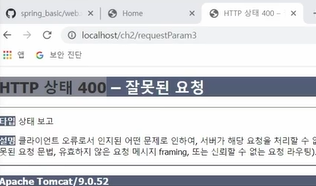 spring_basic/web
Home
HTTP 상태 400 –
localhost/ch2/requestParam3
앱
G 보안 진단
HTTP 상태 400 – 잘못된 요청
타입 상태 보고
설명 클라이언트 오류로서 인지된 어떤 문제로 인하여, 서버가 해당 요청을 처리할 수 없
못된 요청 문법, 유효하지 않은 요청 메시지 framing, 또는 신뢰할 수 없는 요청 라우팅).
Apache Tomcat/9.0.52